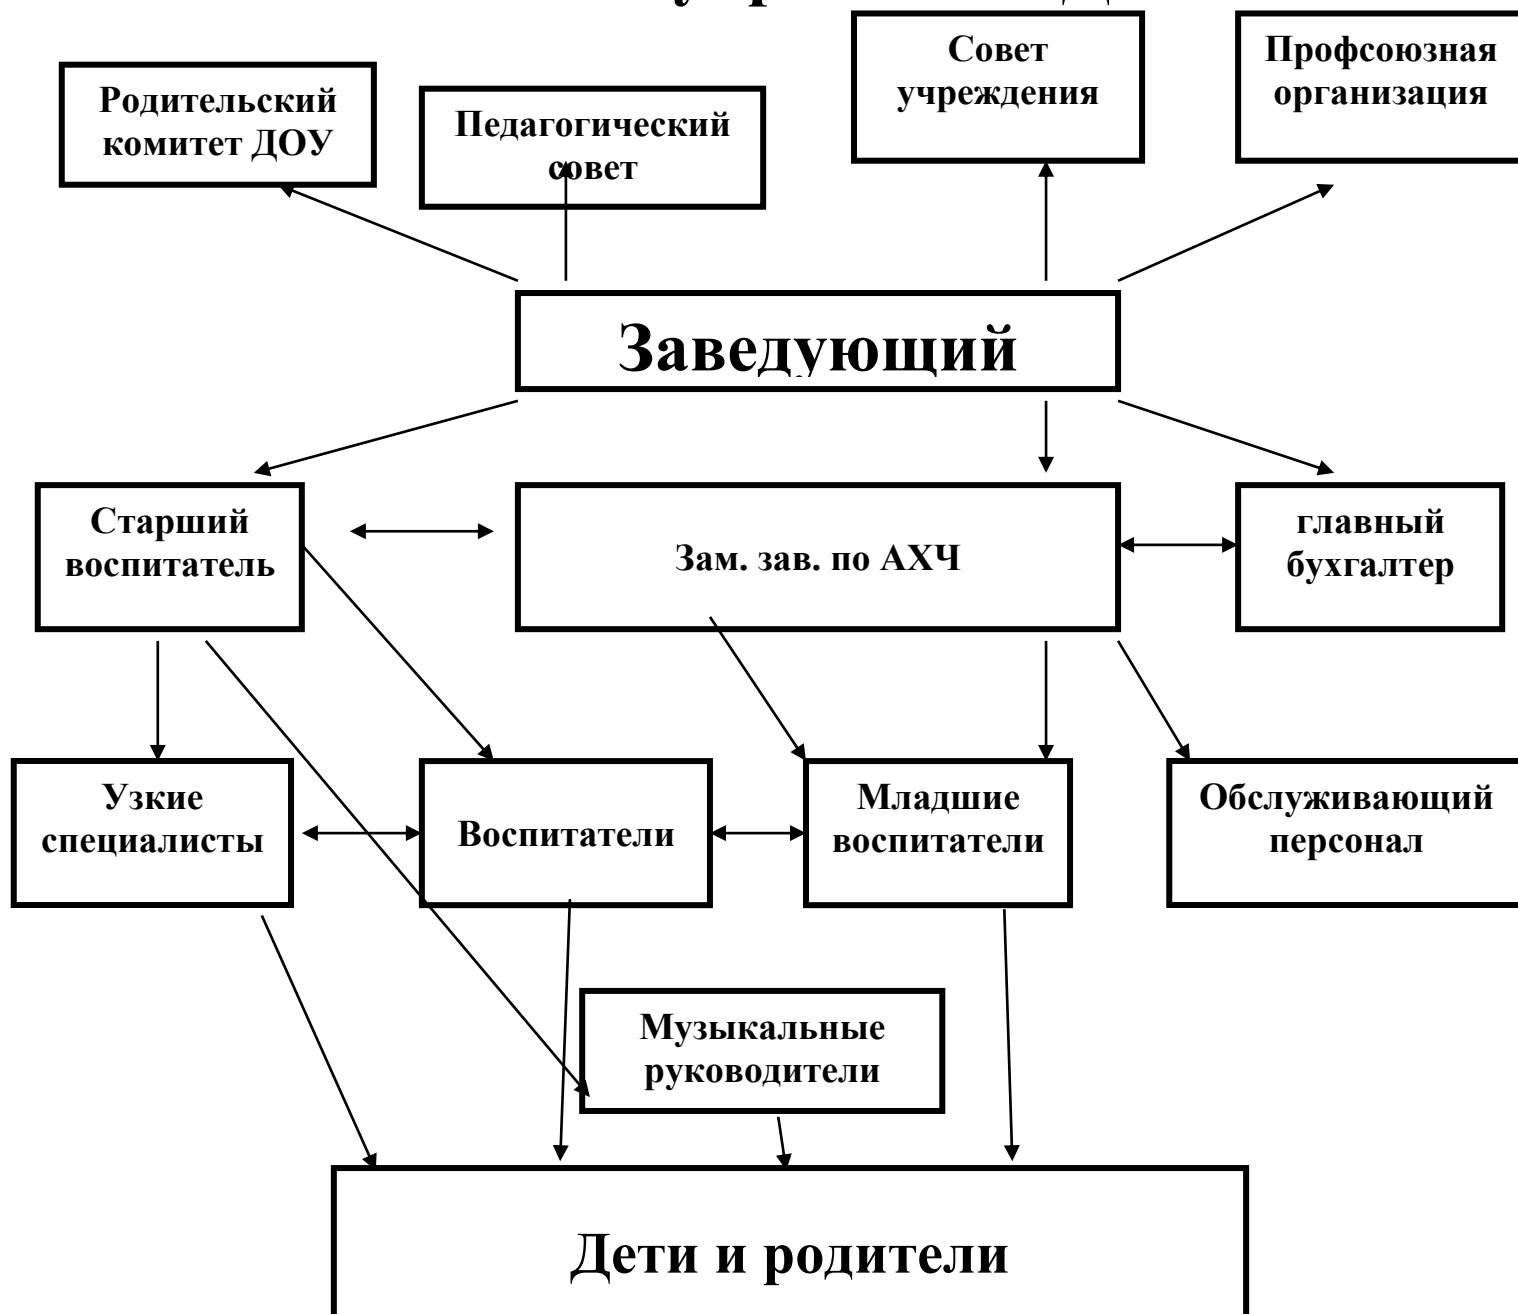 Родительский
комитет ДОУ
Педагогический
совет
Совет
учреждения
Профсоюзная
организация
Заведующий
Старший
воспитатель
Зам. зав. по АХЧ
главный
бухгалтер
Узкие
специалисты
Воспитатели
Младшие
воспитатели
Обслуживающий
персонал
Музыкальные
руководители
Дети и родители